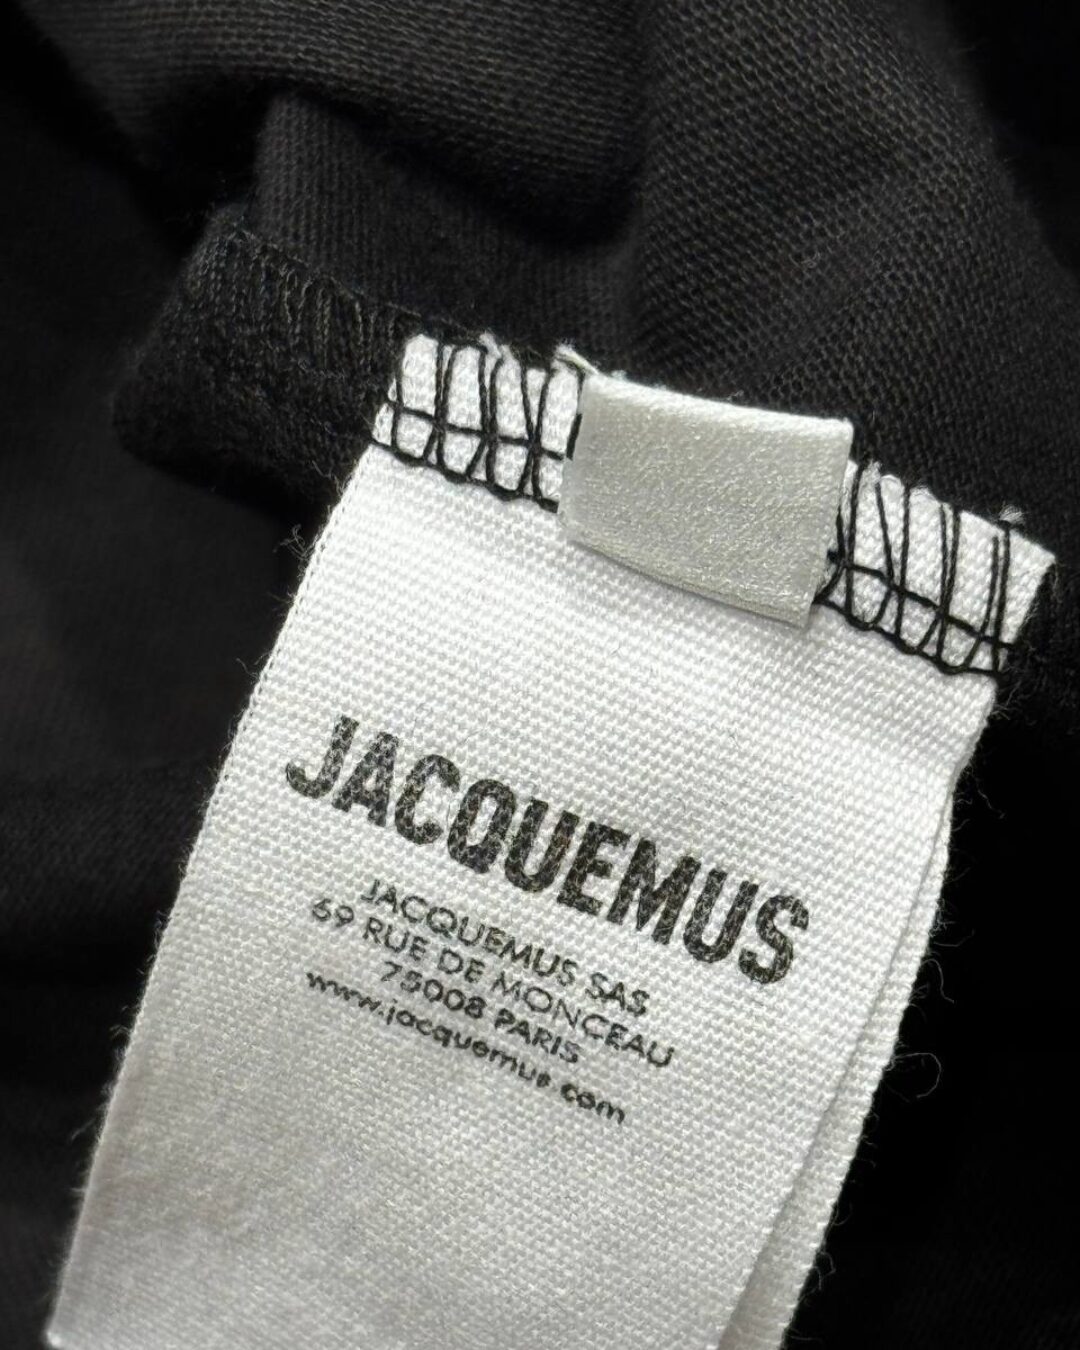 JACQUEMUS
JACQUEMUS SAS
69 RUE DE MONCEAU
75008 PARIS
www.jacquemus.com